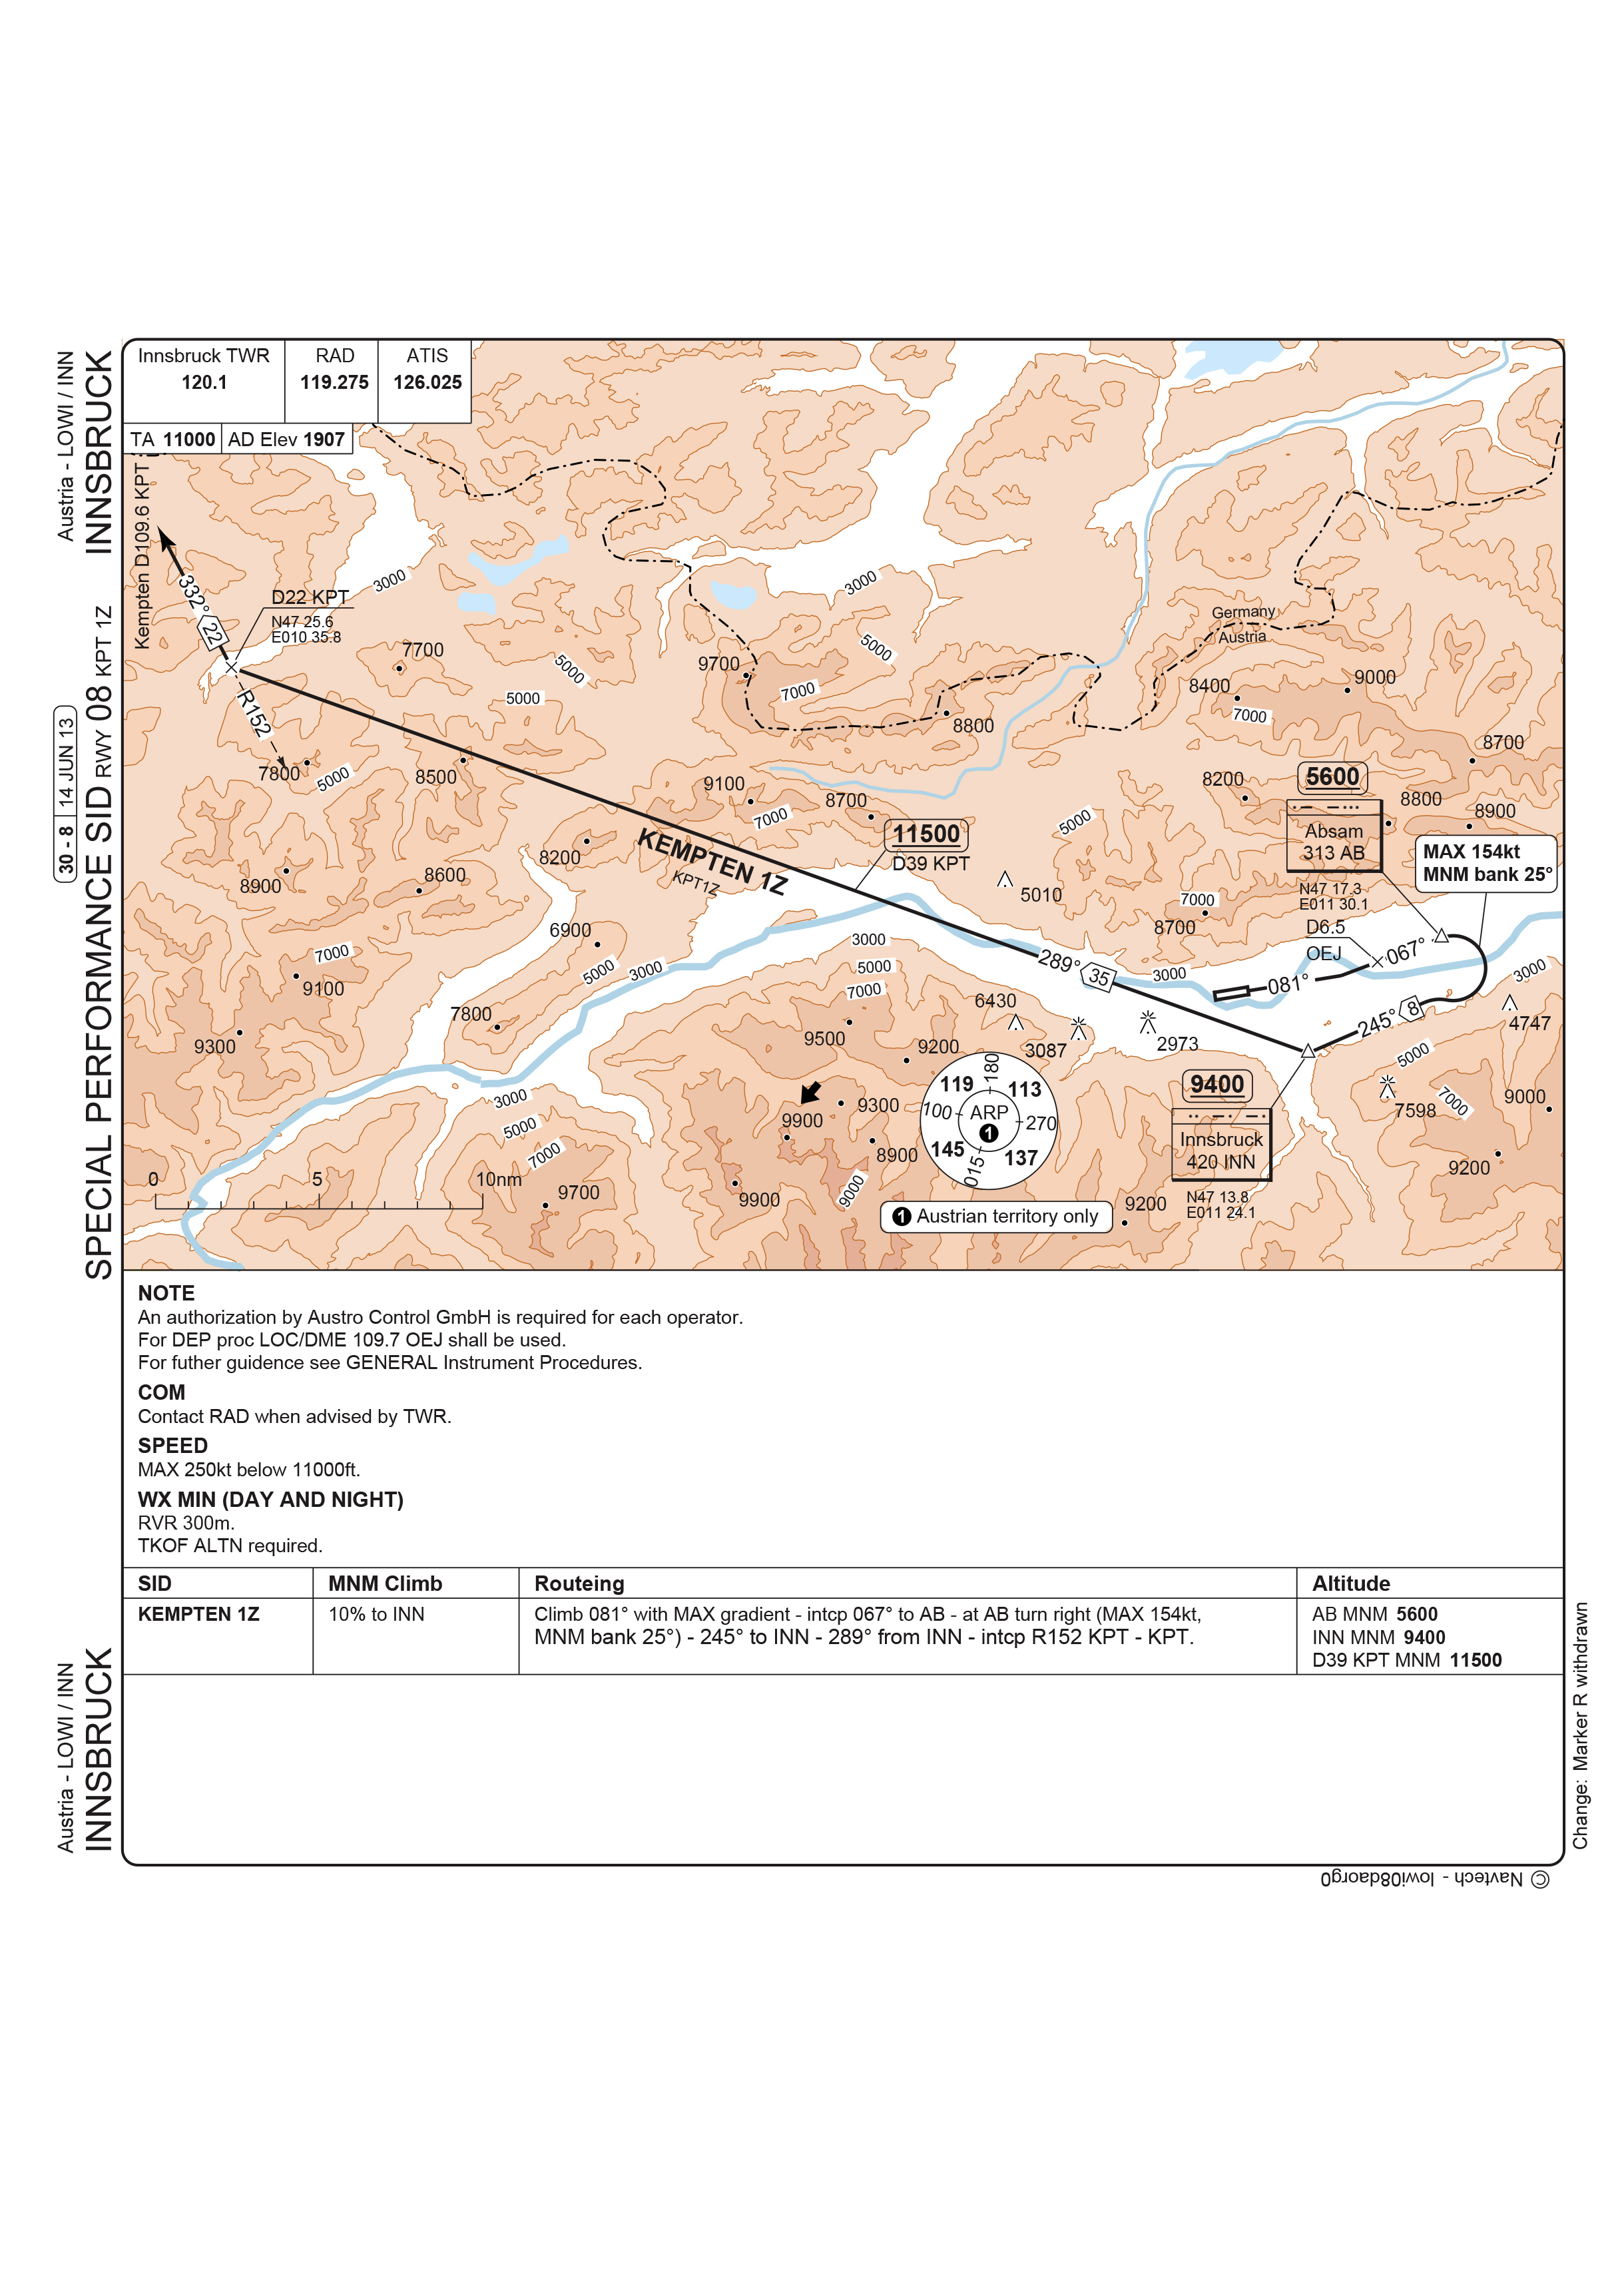 Austria - LOWI / INN
INNSBRUCK
30 - 8 14 JUN 13
SPECIAL PERFORMANCE SID RWY 08 KPT 1Z
Austria - LOWI / INN
INNSBRUCK
Innsbruck TWR
120.1
RAD
119.275
ATIS
126.025
TA 11000
AD Elev 1907
Kempten D109.6 KPT
332°
22
D22 KPT
N47 25.6
E010 35.8
R152
3000
7700
5000
5000
7800
5000
8500
9700
7000
5000
3000
8800
Germany
Austria
8400
9000
7000
8700
8200
5600
Absam
313 AB
8800
8900
MAX 154kt
MNM bank 25°
N47 17.3
E011 30.1
D6.5
OEJ
067°
081°
9100
7000
8700
5000
11500
D39 KPT
KEMPTEN 1Z
KPT1Z
5010
7000
8700
8200
8900
8600
6900
7000
9100
5000
3000
3000
5000
7000
289°
35
3000
3000
245°
8
4747
7800
9300
9500
9200
6430
3087
2973
5000
7598
7000
9000
9400
Innsbruck
420 INN
N47 13.8
E011 24.1
9200
3000
5000
7000
9900
9300
8900
119
180
113
100
ARP
1
270
145
015
137
0
5
10nm
9700
9900
9000
1 Austrian territory only
9200
NOTE
An authorization by Austro Control GmbH is required for each operator.
For DEP proc LOC/DME 109.7 OEJ shall be used.
For futher guidence see GENERAL Instrument Procedures.
COM
Contact RAD when advised by TWR.
SPEED
MAX 250kt below 11000ft.
WX MIN (DAY AND NIGHT)
RVR 300m.
TKOF ALTN required.
SID
MNM Climb
Routeing
Altitude
KEMPTEN 1Z
10% to INN
Climb 081° with MAX gradient - intcp 067° to AB - at AB turn right (MAX 154kt,
MNM bank 25°) - 245° to INN - 289° from INN - intcp R152 KPT - KPT.
AB MNM 5600
INN MNM 9400
D39 KPT MNM 11500
Austria - LOWI / INN
INNSBRUCK
Change: Marker R withdrawn
© Navtech - lowi08daorg0